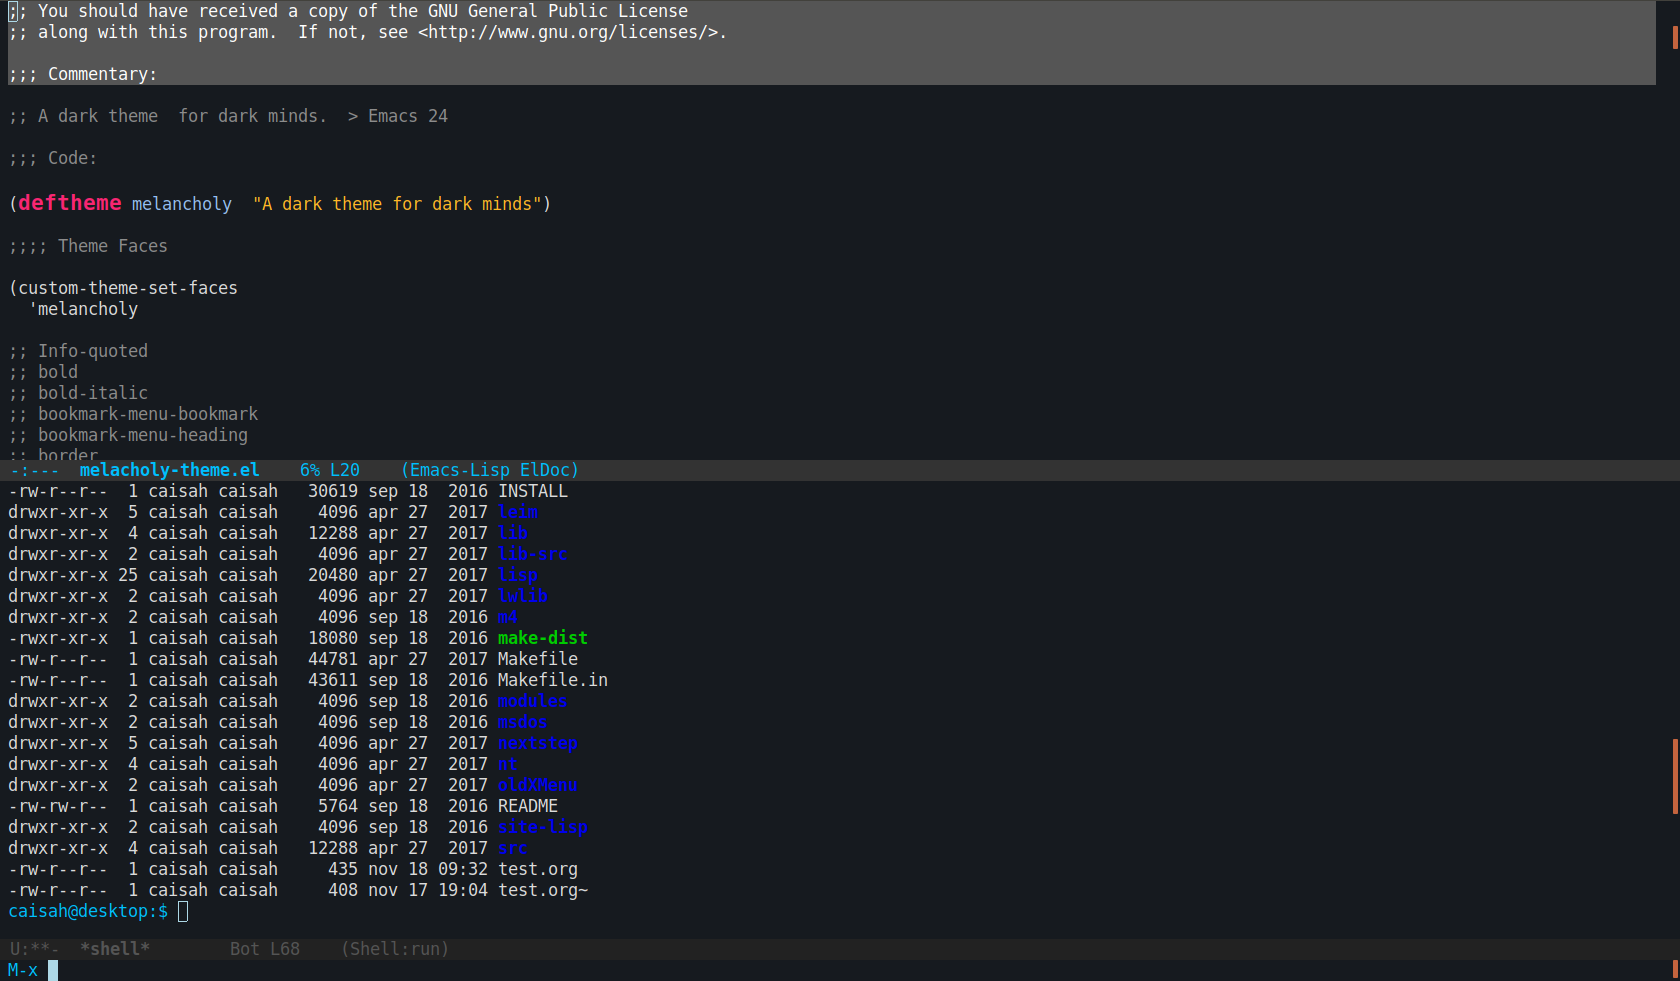 ;; You should have received a copy of the GNU General Public License
;; along with this program.  If not, see <http://www.gnu.org/licenses/>.
;;; Commentary:
;; A dark theme  for dark minds.  > Emacs 24
;;; Code:
(deftheme melancholy  "A dark theme for dark minds")
;;;; Theme Faces
(custom-theme-set-faces
  'melancholy
;; Info-quoted
;; bold
;; bold-italic
;; bookmark-menu-bookmark
;; bookmark-menu-heading
;; border
-:---  melacholy-theme.el    6% L20    (Emacs-Lisp ElDoc)
-rw-r--r--  1 caisah caisah   30619 sep 18  2016 INSTALL
drwxr-xr-x  5 caisah caisah    4096 apr 27  2017 leim
drwxr-xr-x  4 caisah caisah   12288 apr 27  2017 lib
drwxr-xr-x  2 caisah caisah    4096 apr 27  2017 lib-src
drwxr-xr-x 25 caisah caisah   20480 apr 27  2017 lisp
drwxr-xr-x  2 caisah caisah    4096 apr 27  2017 lwlib
drwxr-xr-x  2 caisah caisah    4096 sep 18  2016 m4
-rwxr-xr-x  1 caisah caisah   18080 sep 18  2016 make-dist
-rw-r--r--  1 caisah caisah   44781 apr 27  2017 Makefile
-rw-r--r--  1 caisah caisah   43611 sep 18  2016 Makefile.in
drwxr-xr-x  2 caisah caisah    4096 sep 18  2016 modules
drwxr-xr-x  2 caisah caisah    4096 sep 18  2016 msdos
drwxr-xr-x  5 caisah caisah    4096 apr 27  2017 nextstep
drwxr-xr-x  4 caisah caisah    4096 apr 27  2017 nt
drwxr-xr-x  2 caisah caisah    4096 apr 27  2017 oldXMenu
-rw-rw-r--  1 caisah caisah    5764 sep 18  2016 README
drwxr-xr-x  2 caisah caisah    4096 sep 18  2016 site-lisp
drwxr-xr-x  4 caisah caisah   12288 apr 27  2017 src
-rw-r--r--  1 caisah caisah     435 nov 18 09:32 test.org
-rw-r--r--  1 caisah caisah     408 nov 17 19:04 test.org~
caisah@desktop:$
U:**-  *shell*        Bot L68    (Shell:run)
M-x